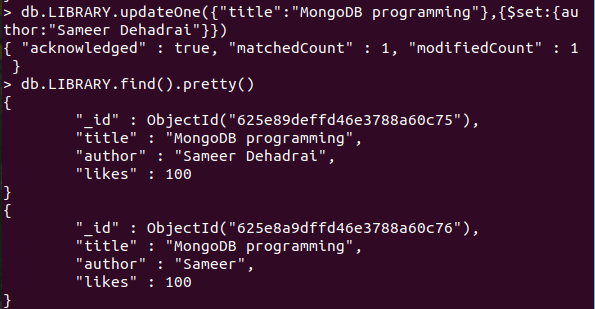 > db.LIBRARY.updateOne({"title":"MongoDB programming"},{$set:{au
thor:"Sameer Dehadrai"}})
{ "acknowledged" : true, "matchedCount" : 1, "modifiedCount" : 1
 }
> db.LIBRARY.find().pretty()
{
        "_id" : ObjectId("625e89deffd46e3788a60c75"),
        "title" : "MongoDB programming",
        "author" : "Sameer Dehadrai",
        "likes" : 100
}
{
        "_id" : ObjectId("625e8a9dffd46e3788a60c76"),
        "title" : "MongoDB programming",
        "author" : "Sameer",
        "likes" : 100
}